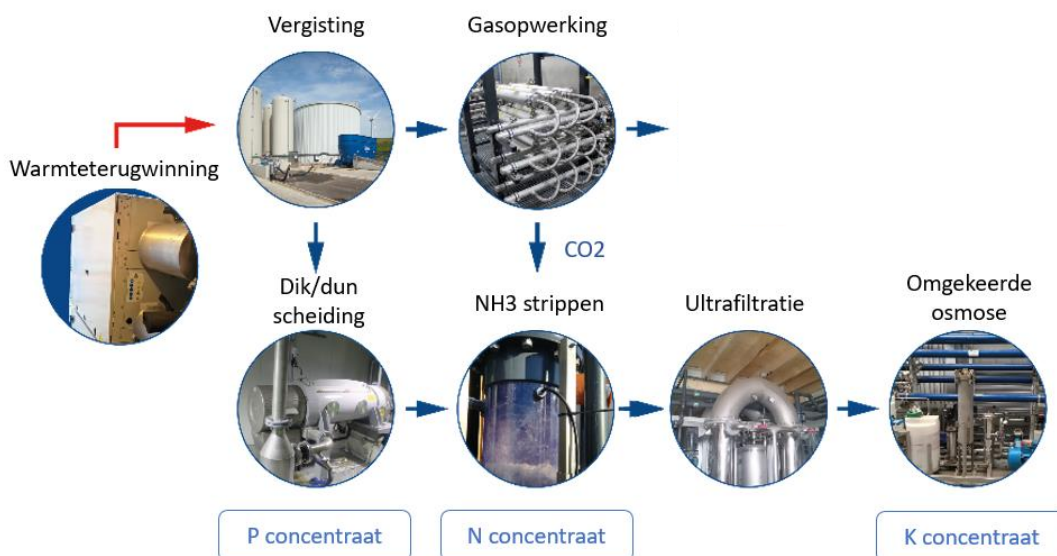 Vergisting
Gasopwerking
Warmteterugwinning
CO2
Dik/dun
scheiding
NH3 strippen
Ultrafiltratie
Omgekeerde
osmose
P concentraat
N concentraat
K concentraat